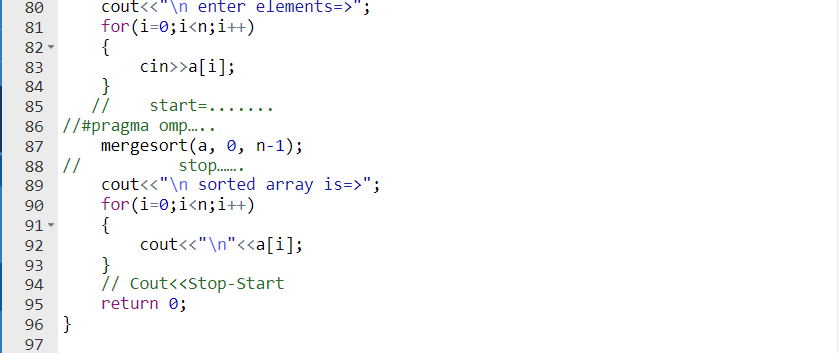 80 cout<<"\n enter elements=>";
81 for(i=0;i<n;i++)
82 {
83 cin>>a[i];
84 }
85 // start=.......
86 //#pragma omp…..
87 mergesort(a, 0, n-1);
88 // stop…….
89 cout<<"\n sorted array is=>";
90 for(i=0;i<n;i++)
91 {
92 cout<<"\n"<<a[i];
93 }
94 // Cout<<Stop-Start
95 return 0;
96 }
97